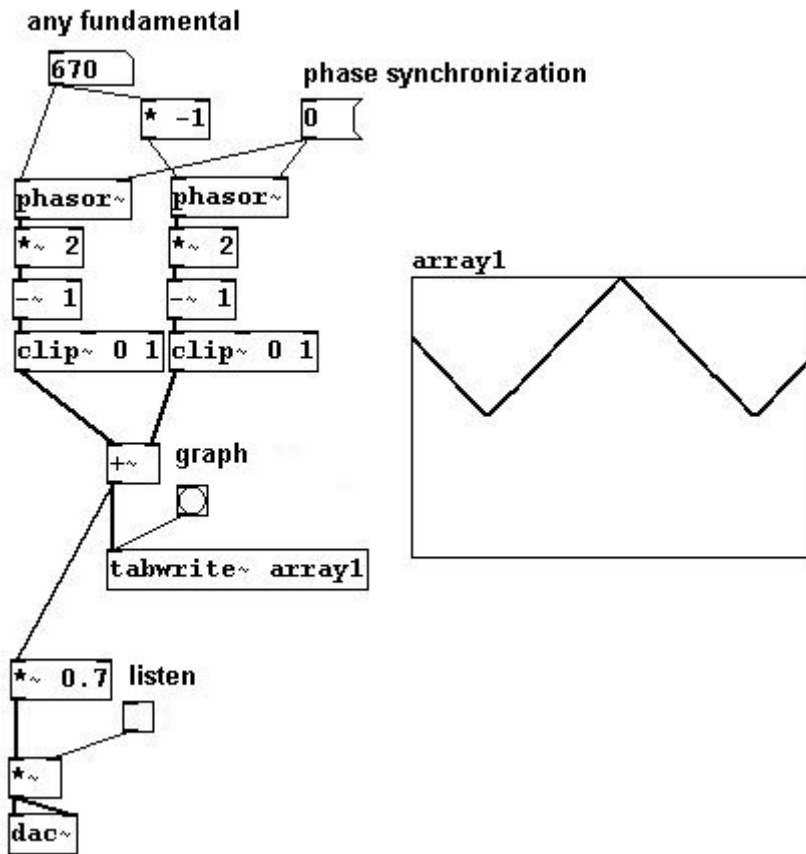 any fundamental
670
phase synchronization
* -1
0
phasor~
phasor~
*~ 2
*~ 2
-~ 1
-~ 1
array1
clip~ 0 1
clip~ 0 1
+~
graph
tabwrite~ array1
*~ 0.7
listen
*~
dac~